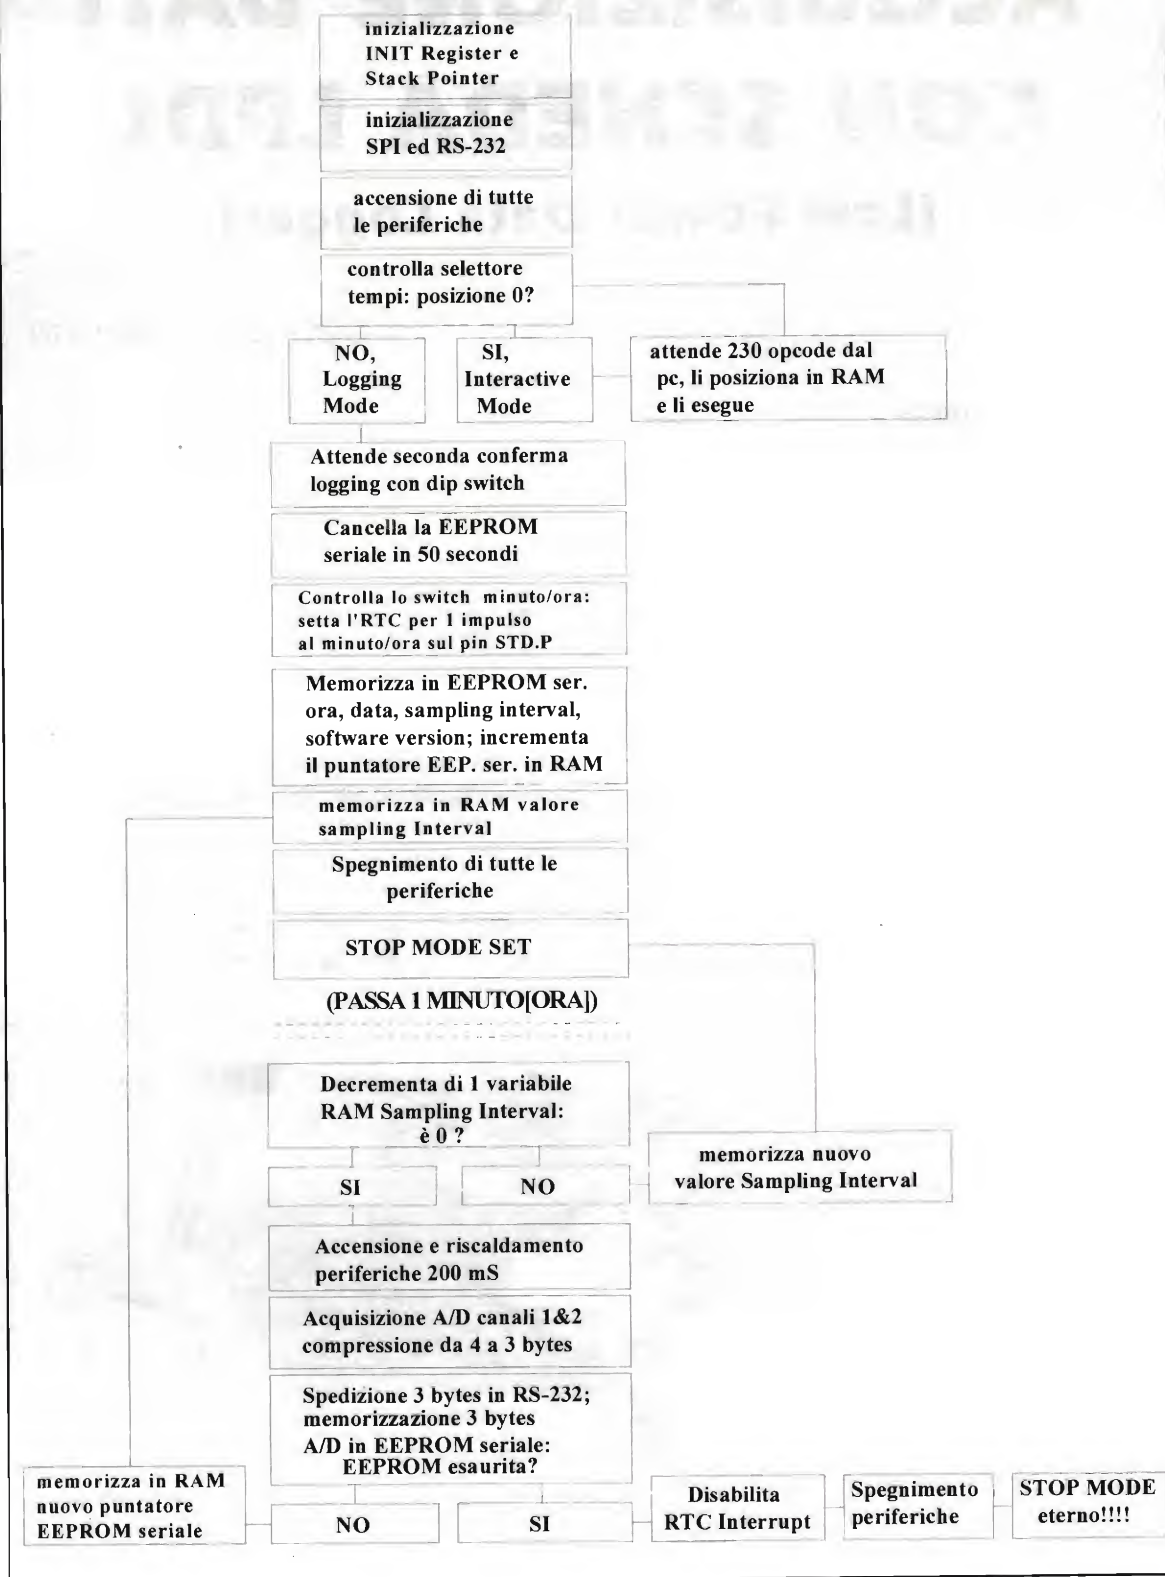 inizializzazione
INIT Register e
Stack Pointer
inizializzazione
SPI ed RS-232
accensione di tutte
le periferiche
controlla selettore
tempi: posizione 0?
NO,
Logging
Mode
SI,
Interactive
Mode
attende 230 opcode dal
pc, li posiziona in RAM
e li esegue
Attende seconda conferma
logging con dip switch
Cancella la EEPROM
seriale in 50 secondi
Controlla lo switch minuto/ora:
setta l'RTC per 1 impulso
al minuto/ora sul pin STD.P
Memorizza in EEPROM ser.
ora, data, sampling interval,
software version; incrementa
il puntatore EEP. ser. in RAM
memorizza in RAM valore
sampling Interval
Spegnimento di tutte le
periferiche
STOP MODE SET
(PASSA 1 MINUTO[ORA])
Decrementa di 1 variabile
RAM Sampling Interval:
è 0 ?
SI
NO
memorizza nuovo
valore Sampling Interval
Accensione e riscaldamento
periferiche 200 mS
Acquisizione A/D canali 1&2
compressione da 4 a 3 bytes
Spedizione 3 bytes in RS-232;
memorizzazione 3 bytes
A/D in EEPROM seriale:
EEPROM esaurita?
memorizza in RAM
nuovo puntatore
EEPROM seriale
NO
SI
Disabilita
RTC Interrupt
Spegnimento
periferiche
STOP MODE
eterno!!!!